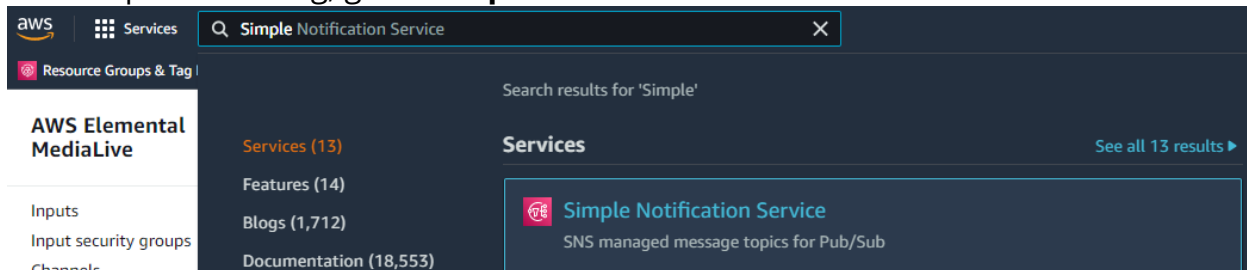 aws Services Simple Notification Service
Resource Groups & Tag
Search results for 'Simple'
AWS Elemental
MediaLive
Services (13)
Services
See all 13 results
Features (14)
Simple Notification Service
Inputs
Blogs (1,712)
SNS managed message topics for Pub/Sub
Input security groups
Documentation (18,553)
Channels